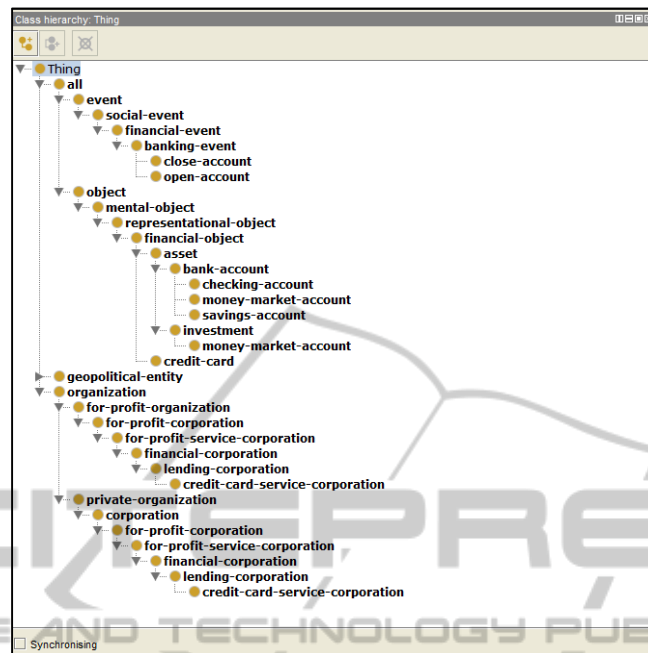 Class hierarchy: Thing
Thing
all
event
social-event
financial-event
banking-event
close-account
open-account
object
mental-object
representational-object
financial-object
asset
bank-account
checking-account
money-market-account
savings-account
investment
money-market-account
credit-card
geopolitical-entity
organization
for-profit-organization
for-profit-corporation
for-profit-service-corporation
financial-corporation
lending-corporation
credit-card-service-corporation
private-organization
corporation
for-profit-corporation
for-profit-service-corporation
financial-corporation
lending-corporation
credit-card-service-corporation
AND TECHNOLOGY
Synchronising